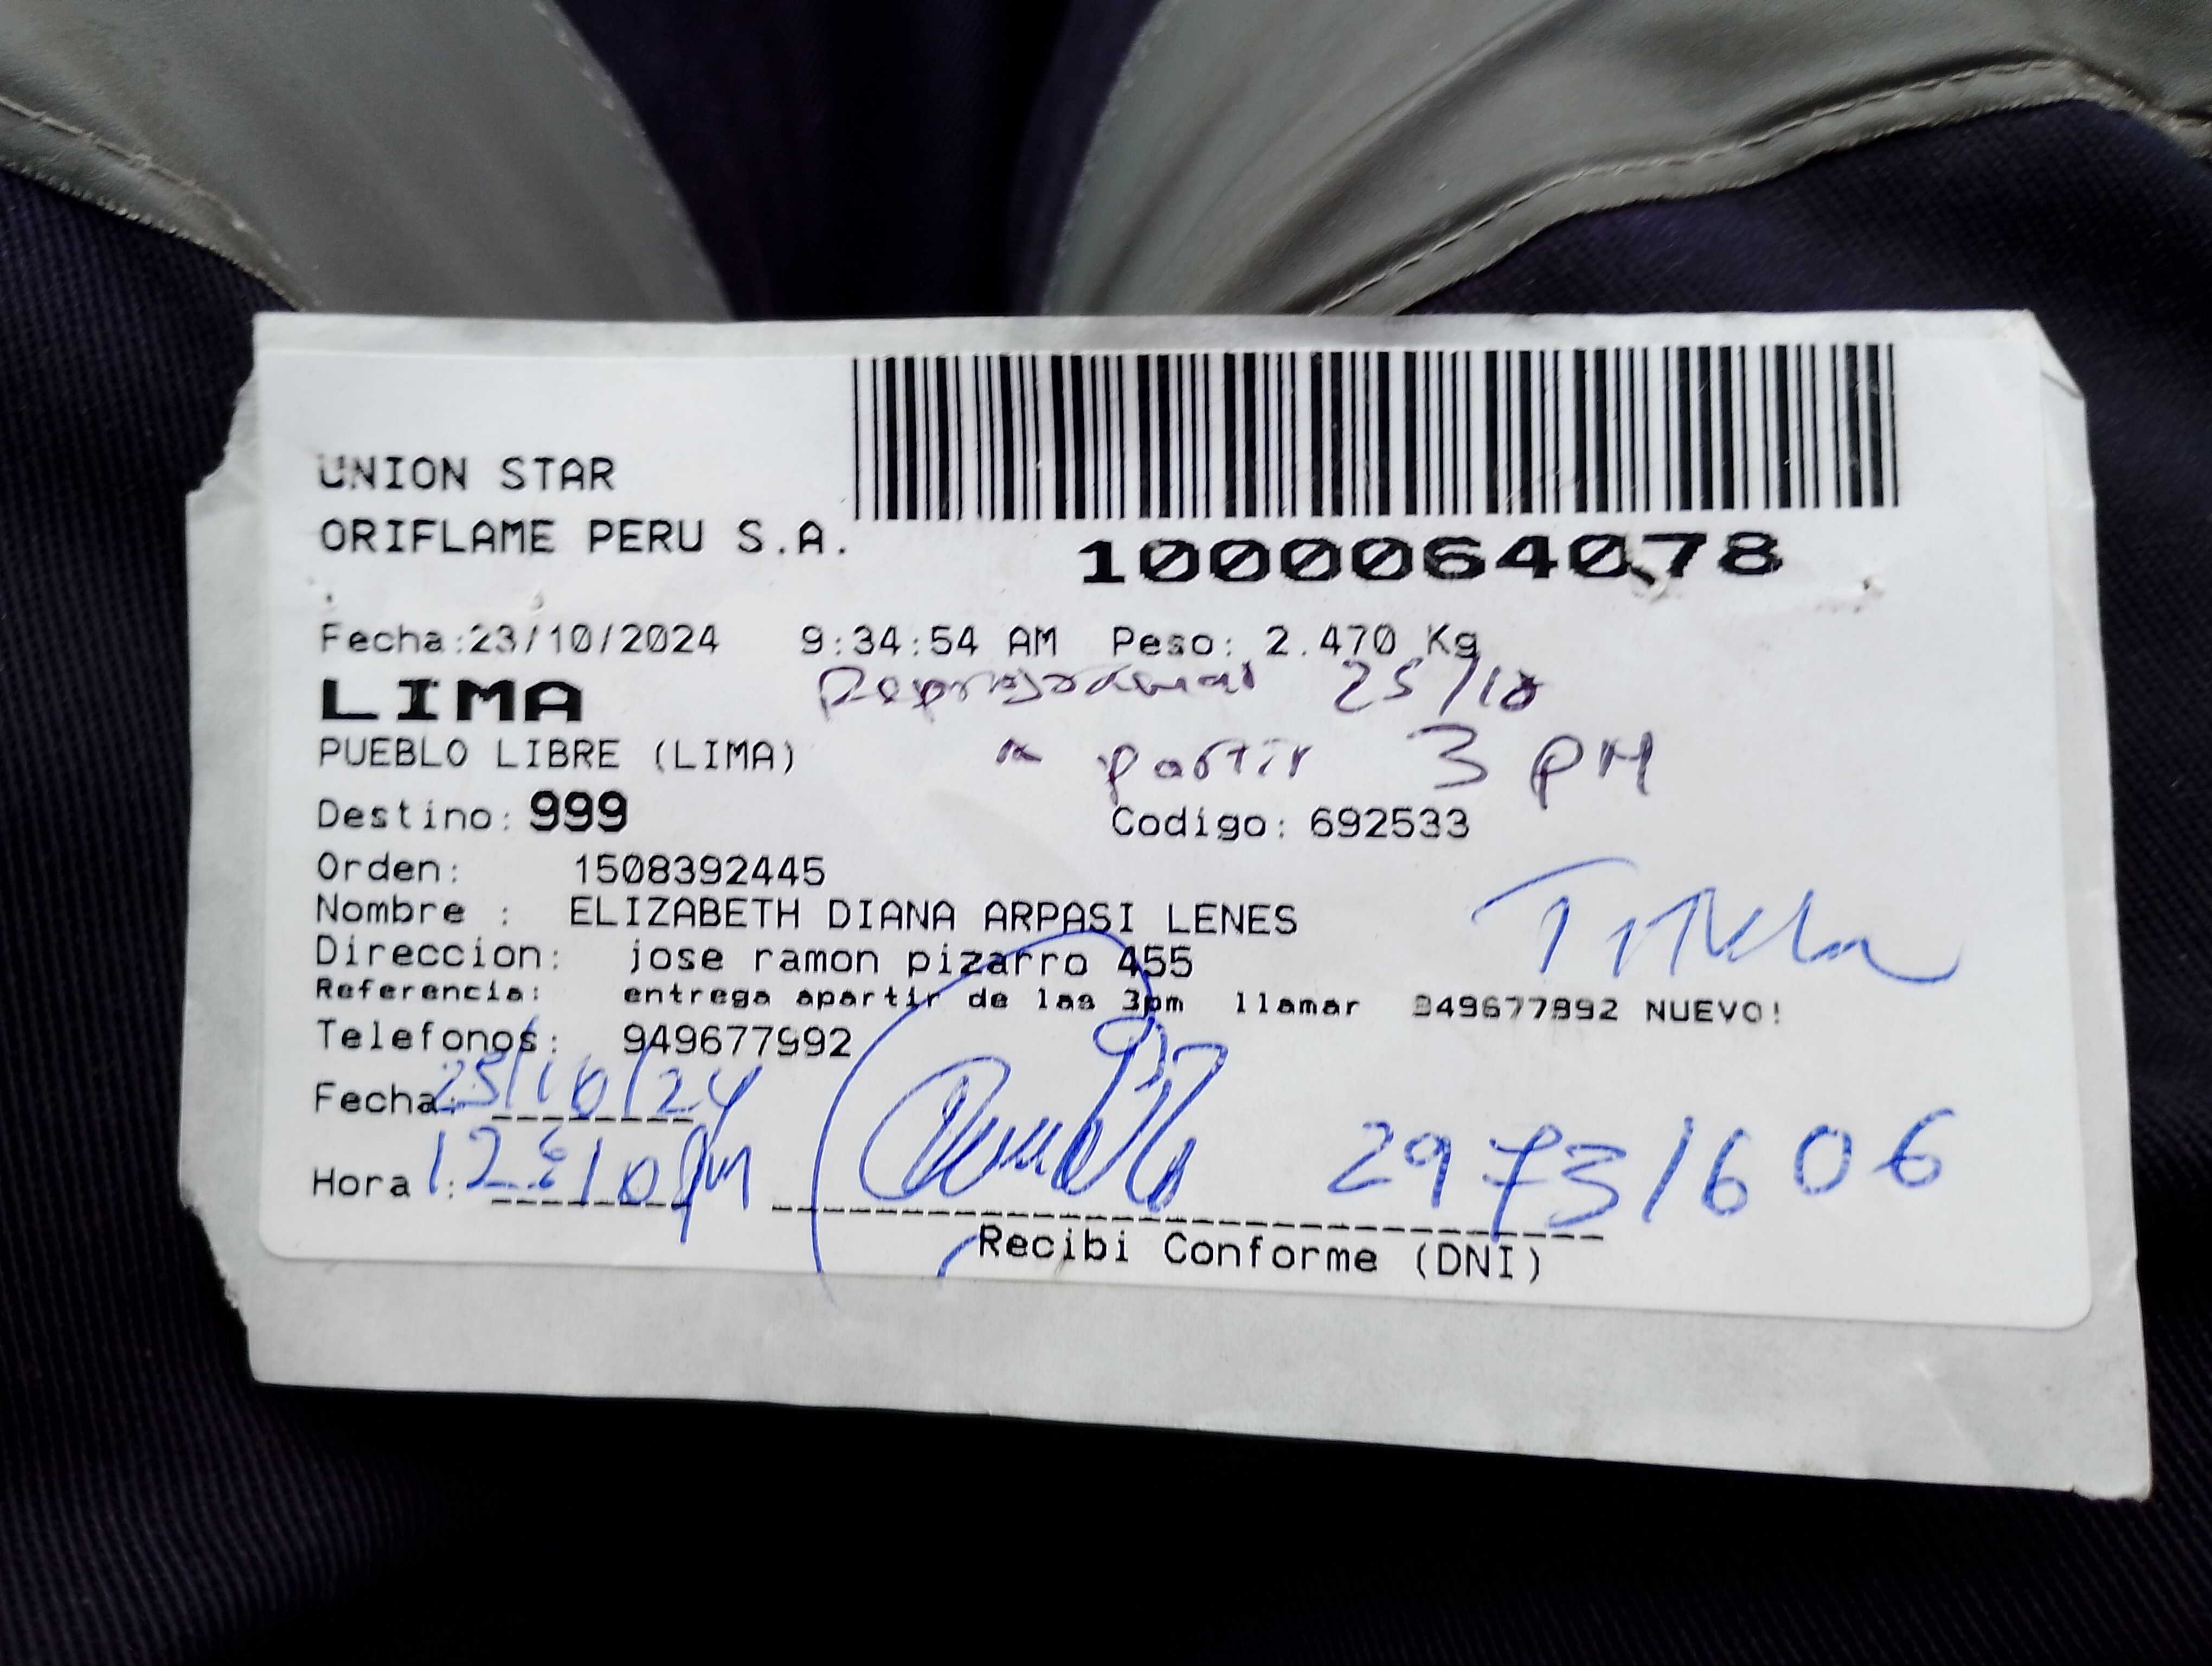 UNION STAR
ORIFLAME PERU S.A.
1000064078
Fecha:23/10/2024 9:34:54 AM Peso: 2.470 Kg
LIMA 25/10
PUEBLO LIBRE (LIMA) a partir 3 PM
Destino: 999 Codigo: 692533
Orden: 1508392445
Nombre : ELIZABETH DIANA ARPASI LENES
Direccion: jose ramon pizarro 455
Referencia: entrega apartir de las 3pm llamar 949677992 NUEVO!
Telefonos: 949677992
Fecha: 25/10/24
Hora : 12:10 pm 29731606
Recibi Conforme (DNI)